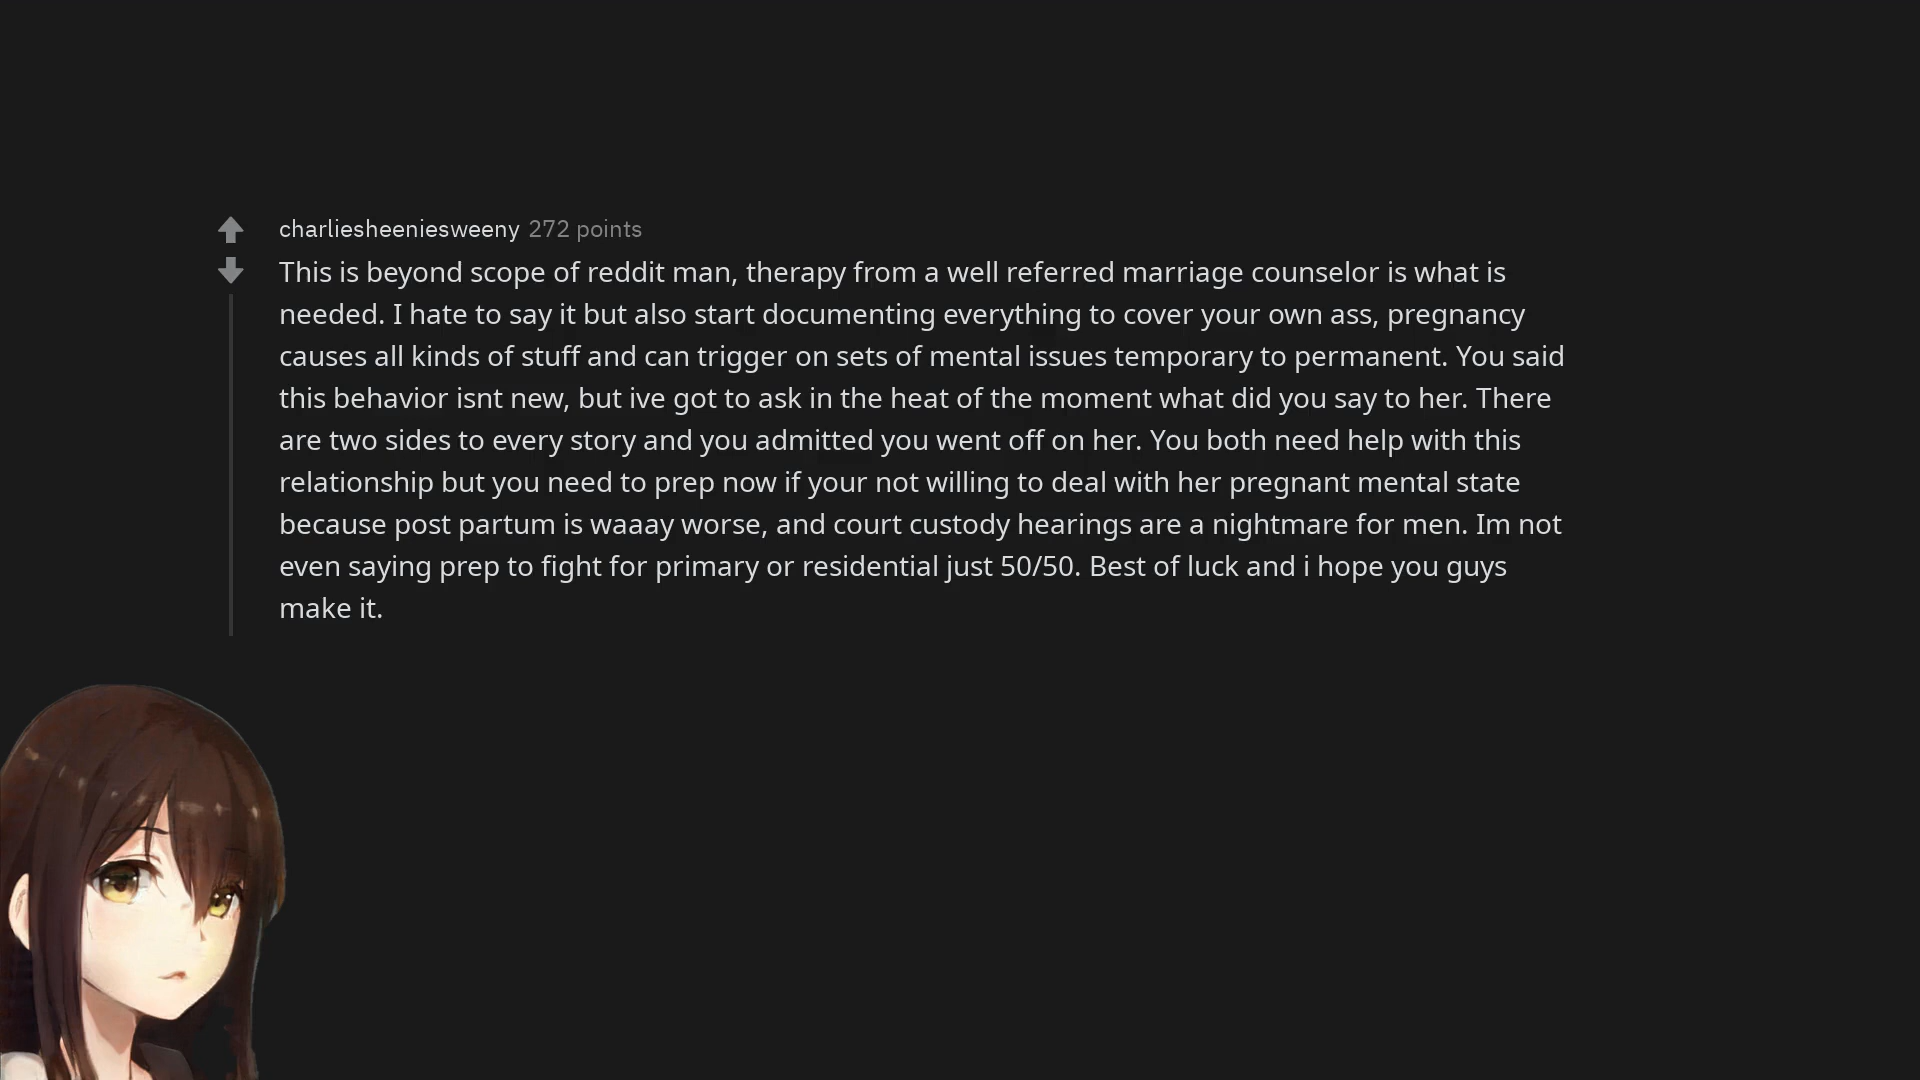 charliesheeniesweeny 272 points
This is beyond scope of reddit man, therapy from a well referred marriage counselor is what is
needed. I hate to say it but also start documenting everything to cover your own ass, pregnancy
causes all kinds of stuff and can trigger on sets of mental issues temporary to permanent. You said
this behavior isnt new, but ive got to ask in the heat of the moment what did you say to her. There
are two sides to every story and you admitted you went off on her. You both need help with this
relationship but you need to prep now if your not willing to deal with her pregnant mental state
because post partum is waaay worse, and court custody hearings are a nightmare for men. Im not
even saying prep to fight for primary or residential just 50/50. Best of luck and i hope you guys
make it.